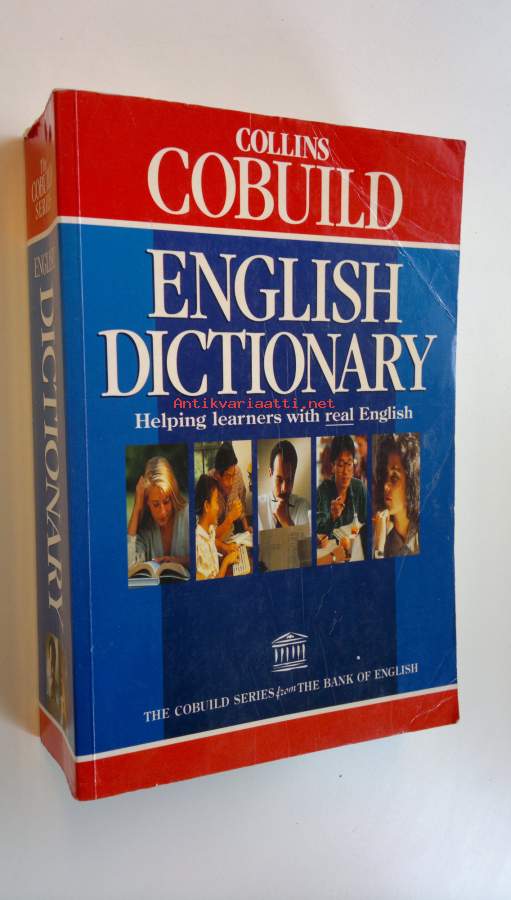 COLLINS
COBUILD
ENGLISH
DICTIONARY
Antikvariaatti.net
Helping learners with real English
THE COBUILD SERIES from THE BANK OF ENGLISH
The
COBUILD
SERIES
ENGLISH
DICTIONARY